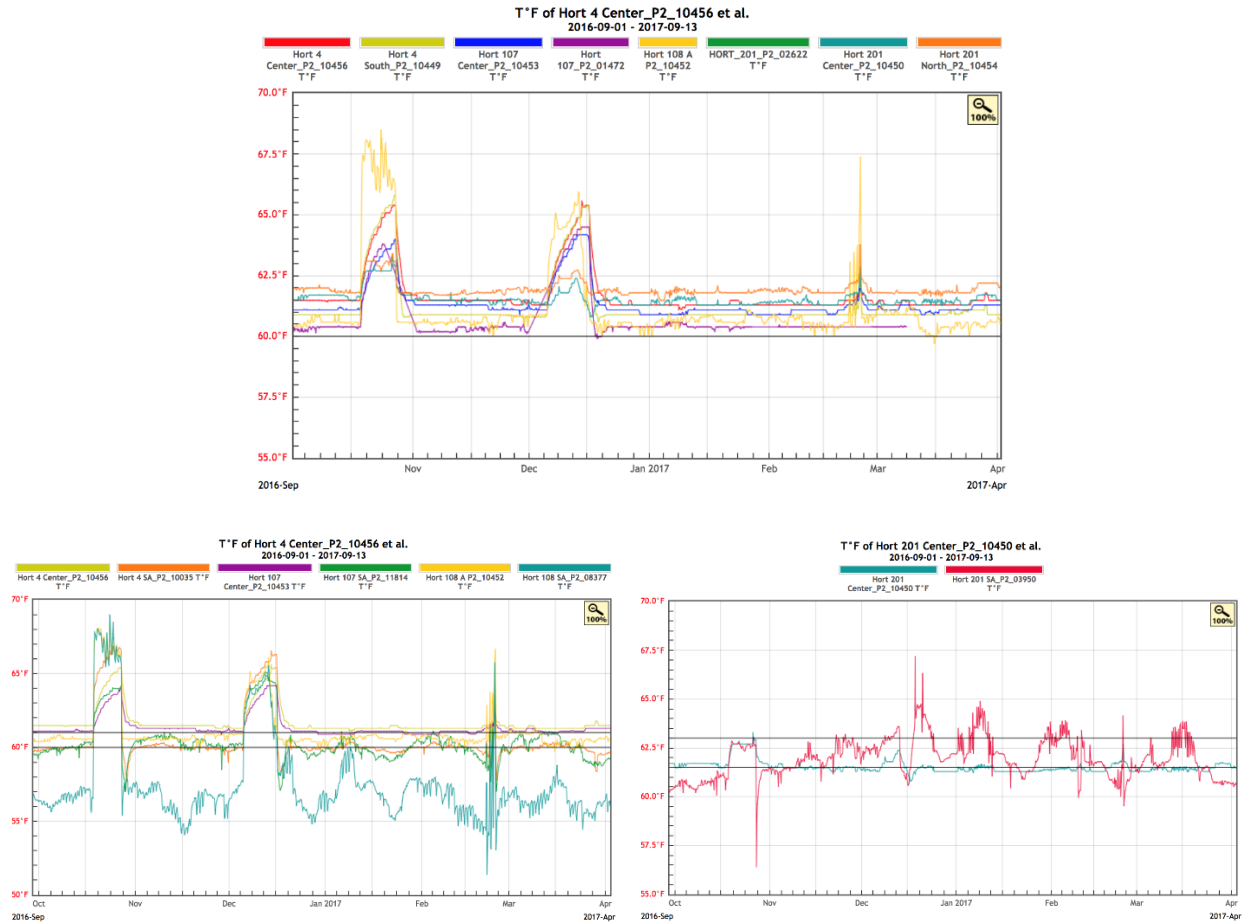 T°F of Hort 4 Center_P2_10456 et al.
2016-09-01 - 2017-09-13
Hort 4 Center_P2_10456 T°F
Hort 4 South_P2_10449 T°F
Hort 107 Center_P2_10453 T°F
Hort 107_P2_01472 T°F
Hort 108 A P2_10452 T°F
HORT_201_P2_02622 T°F
Hort 201 Center_P2_10450 T°F
Hort 201 North_P2_10454 T°F
100%
70.0°F
67.5°F
65.0°F
62.5°F
60.0°F
57.5°F
55.0°F
Nov Dec Jan 2017 Feb Mar Apr
2016-Sep 2017-Apr
T°F of Hort 4 Center_P2_10456 et al.
2016-09-01 - 2017-09-13
Hort 4 Center_P2_10456 T°F
Hort 4 SA_P2_10035 T°F
Hort 107 Center_P2_10453 T°F
Hort 107 SA_P2_11814 T°F
Hort 108 A P2_10452 T°F
Hort 108 SA_P2_08377 T°F
100%
70°F
65°F
60°F
55°F
50°F
Oct Nov Dec Jan 2017 Feb Mar Apr
2016-Sep 2017-Apr
T°F of Hort 201 Center_P2_10450 et al.
2016-09-01 - 2017-09-13
Hort 201 Center_P2_10450 T°F
Hort 201 SA_P2_03950 T°F
100%
70.0°F
67.5°F
65.0°F
62.5°F
60.0°F
57.5°F
55.0°F
Oct Nov Dec Jan 2017 Feb Mar Apr
2016-Sep 2017-Apr